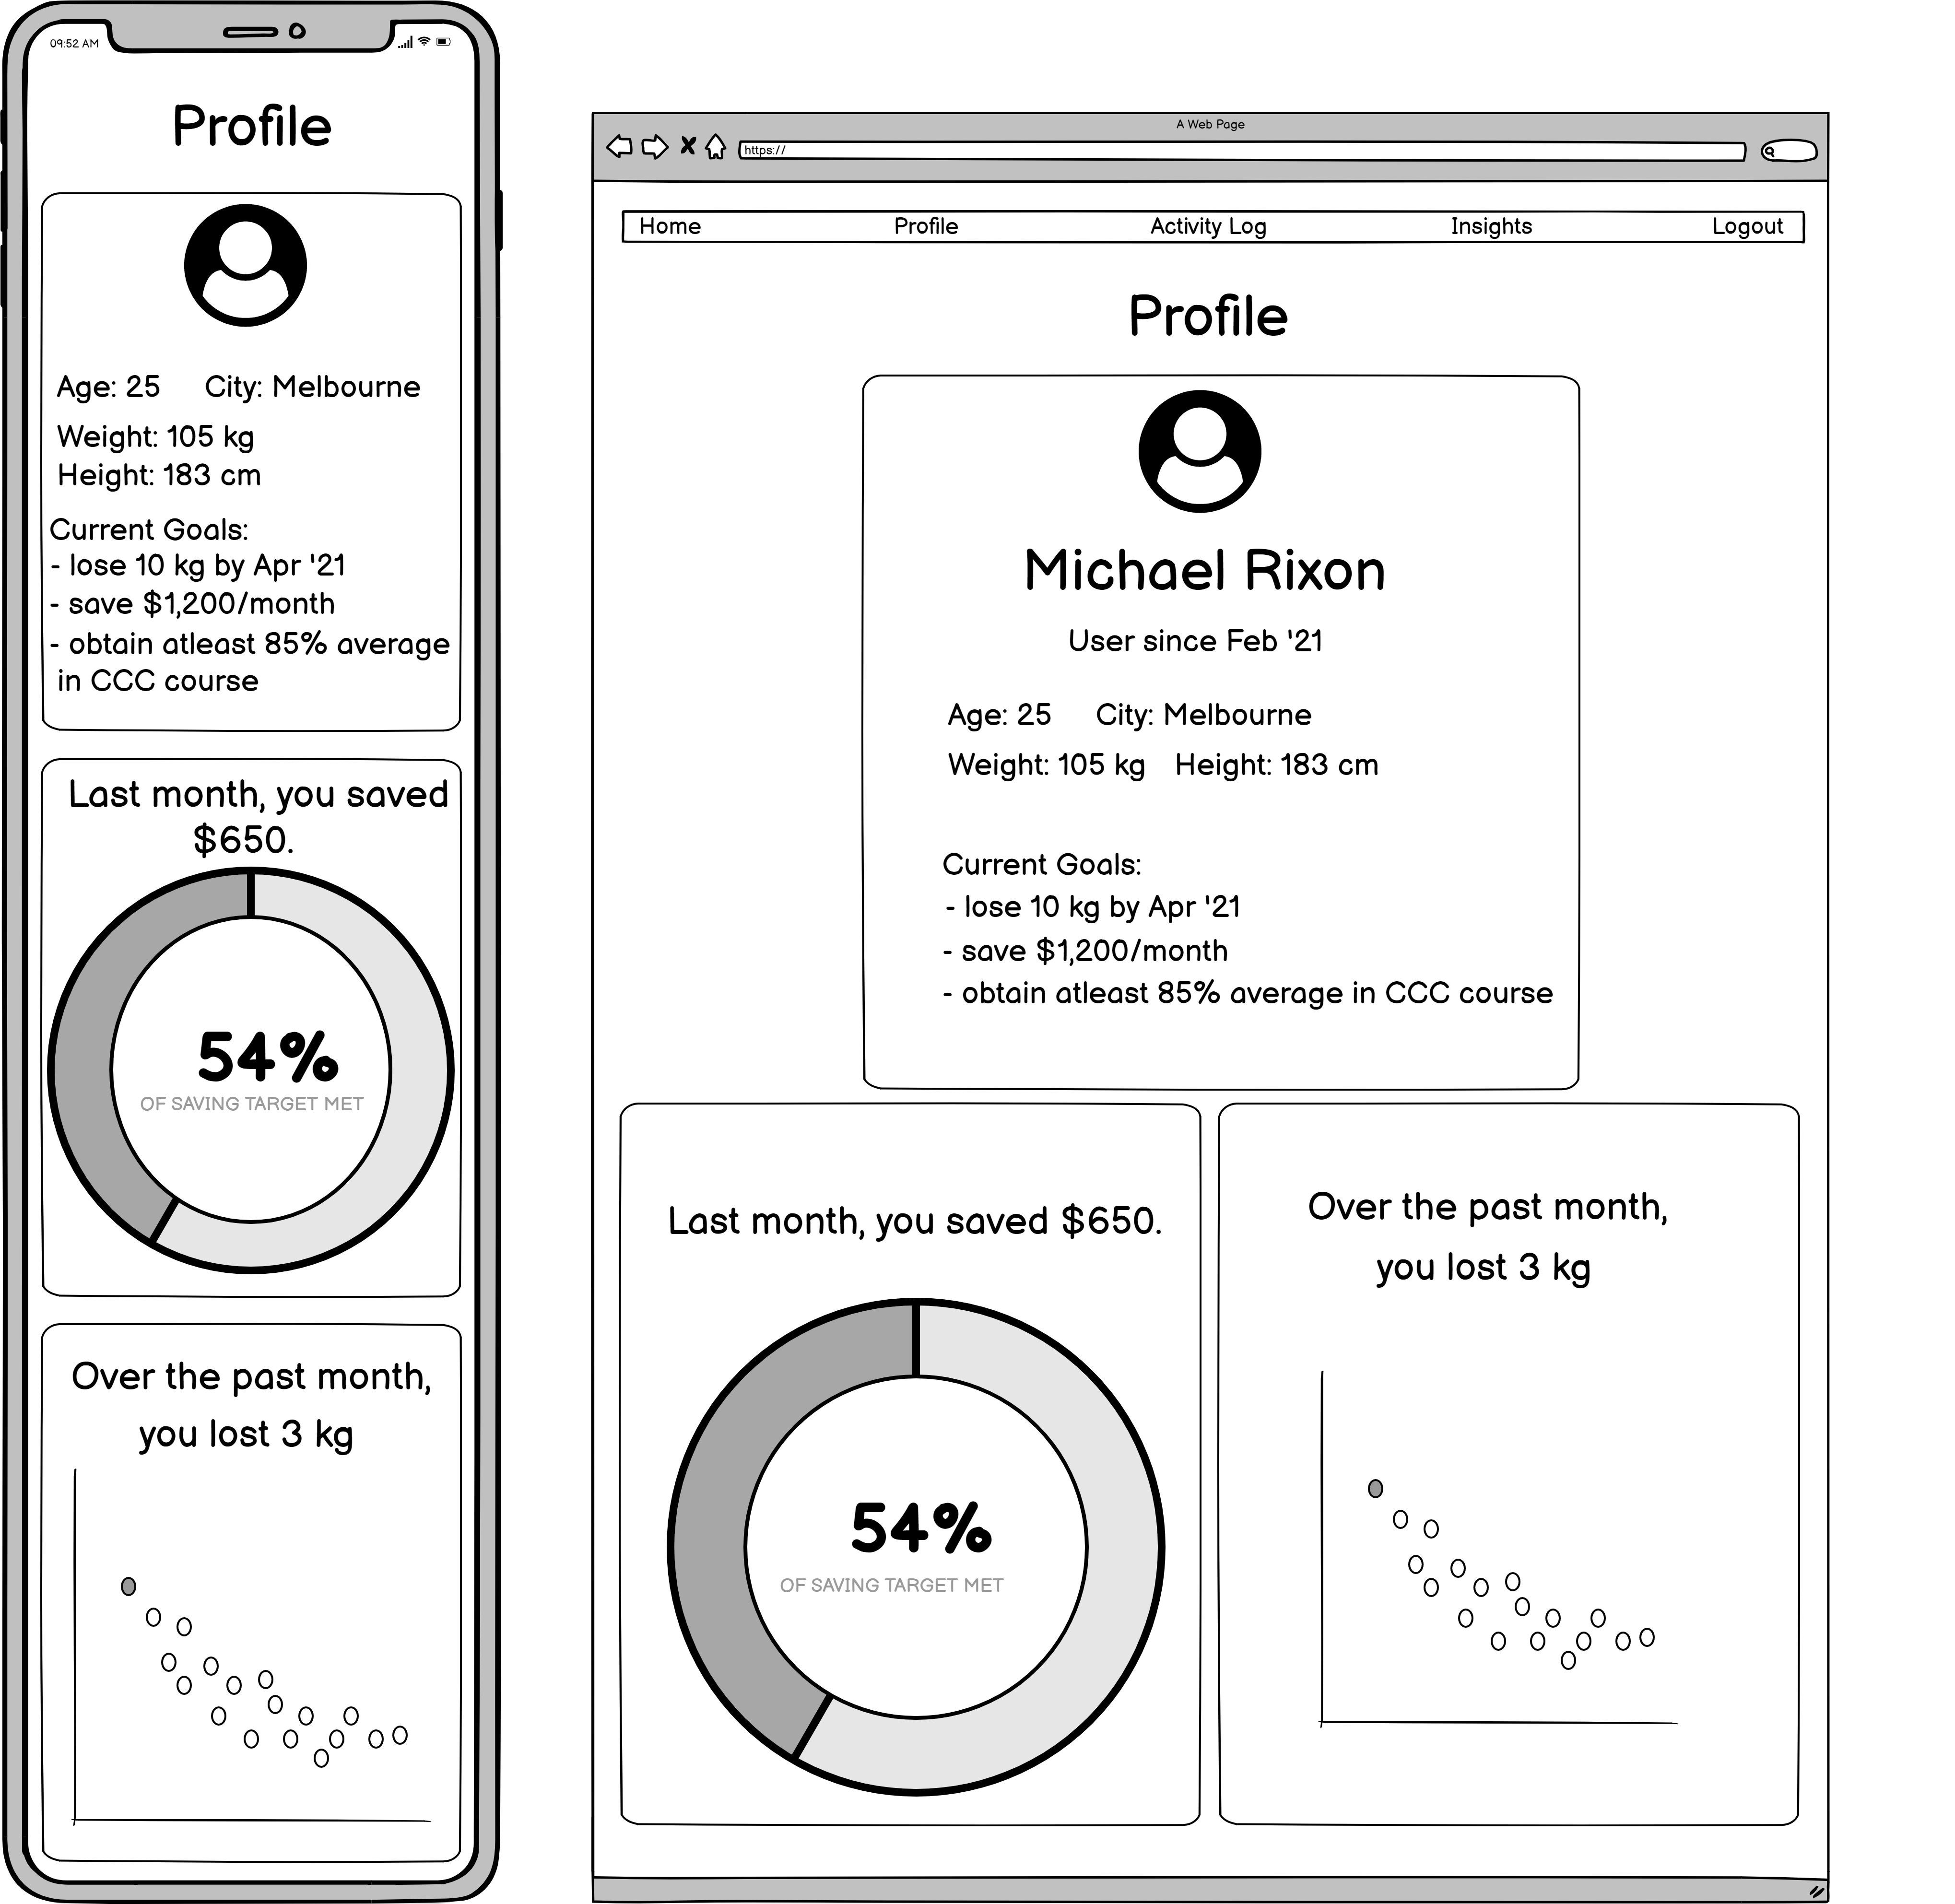 09:52 AM
Profile
Age: 25 City: Melbourne
Weight: 105 kg
Height: 183 cm
Current Goals:
- lose 10 kg by Apr '21
- save $1,200/month
- obtain atleast 85% average
in CCC course
Last month, you saved
$650.
54%
OF SAVING TARGET MET
Over the past month,
you lost 3 kg
A Web Page
https://
Home Profile Activity Log Insights Logout
Profile
Michael Rixon
User since Feb '21
Age: 25 City: Melbourne
Weight: 105 kg Height: 183 cm
Current Goals:
- lose 10 kg by Apr '21
- save $1,200/month
- obtain atleast 85% average in CCC course
Last month, you saved $650.
54%
OF SAVING TARGET MET
Over the past month,
you lost 3 kg